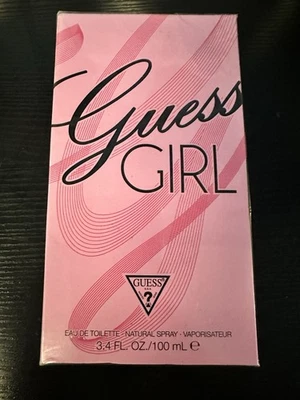 Guess
GIRL
GUESS
?
EAU DE TOILETTE - NATURAL SPRAY - VAPORISATEUR
3.4 FL. OZ./100 mL ℮